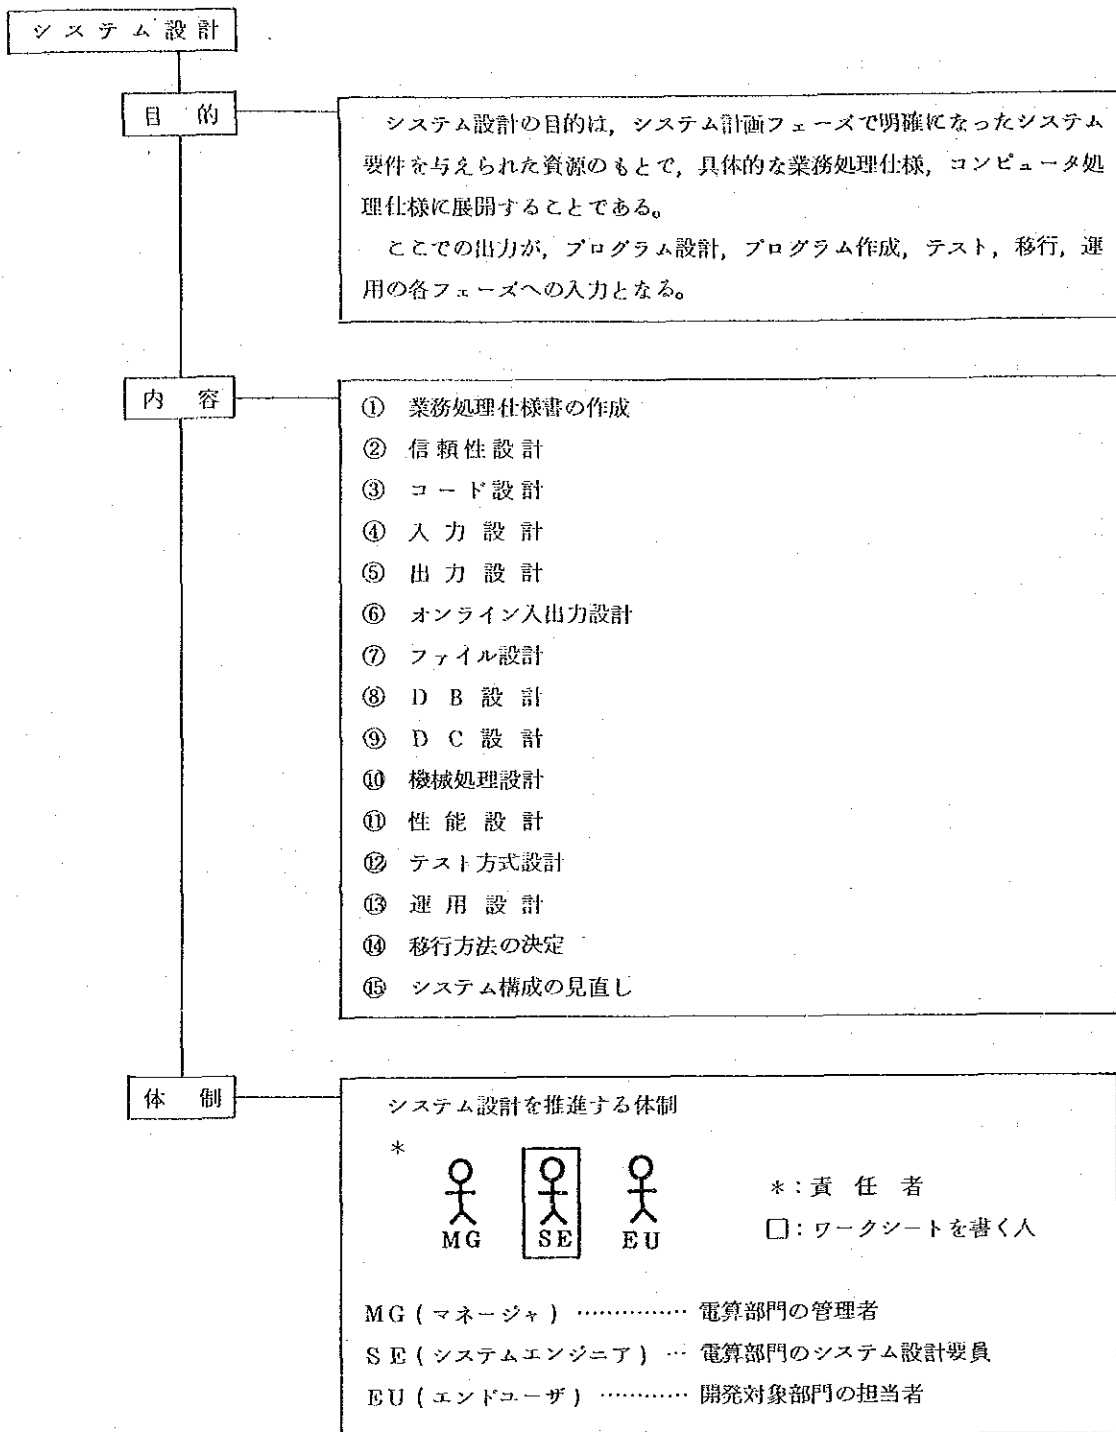 システム設計
目的
システム設計の目的は，システム計画フェーズで明確になったシステム
要件を与えられた資源のもとで，具体的な業務処理仕様，コンピュータ処
理仕様に展開することである。
ここでの出力が，プログラム設計，プログラム作成，テスト，移行，運
用の各フェーズへの入力となる。
内容
① 業務処理仕様書の作成
② 信頼性設計
③ コード設計
④ 入力設計
⑤ 出力設計
⑥ オンライン入出力設計
⑦ ファイル設計
⑧ DB設計
⑨ DC設計
⑩ 機械処理設計
⑪ 性能設計
⑫ テスト方式設計
⑬ 運用設計
⑭ 移行方法の決定
⑮ システム構成の見直し
体制
システム設計を推進する体制
*
MG SE EU
*：責任者
□：ワークシートを書く人
MG（マネージャ）…………… 電算部門の管理者
SE（システムエンジニア）… 電算部門のシステム設計要員
EU（エンドユーザ）………… 開発対象部門の担当者